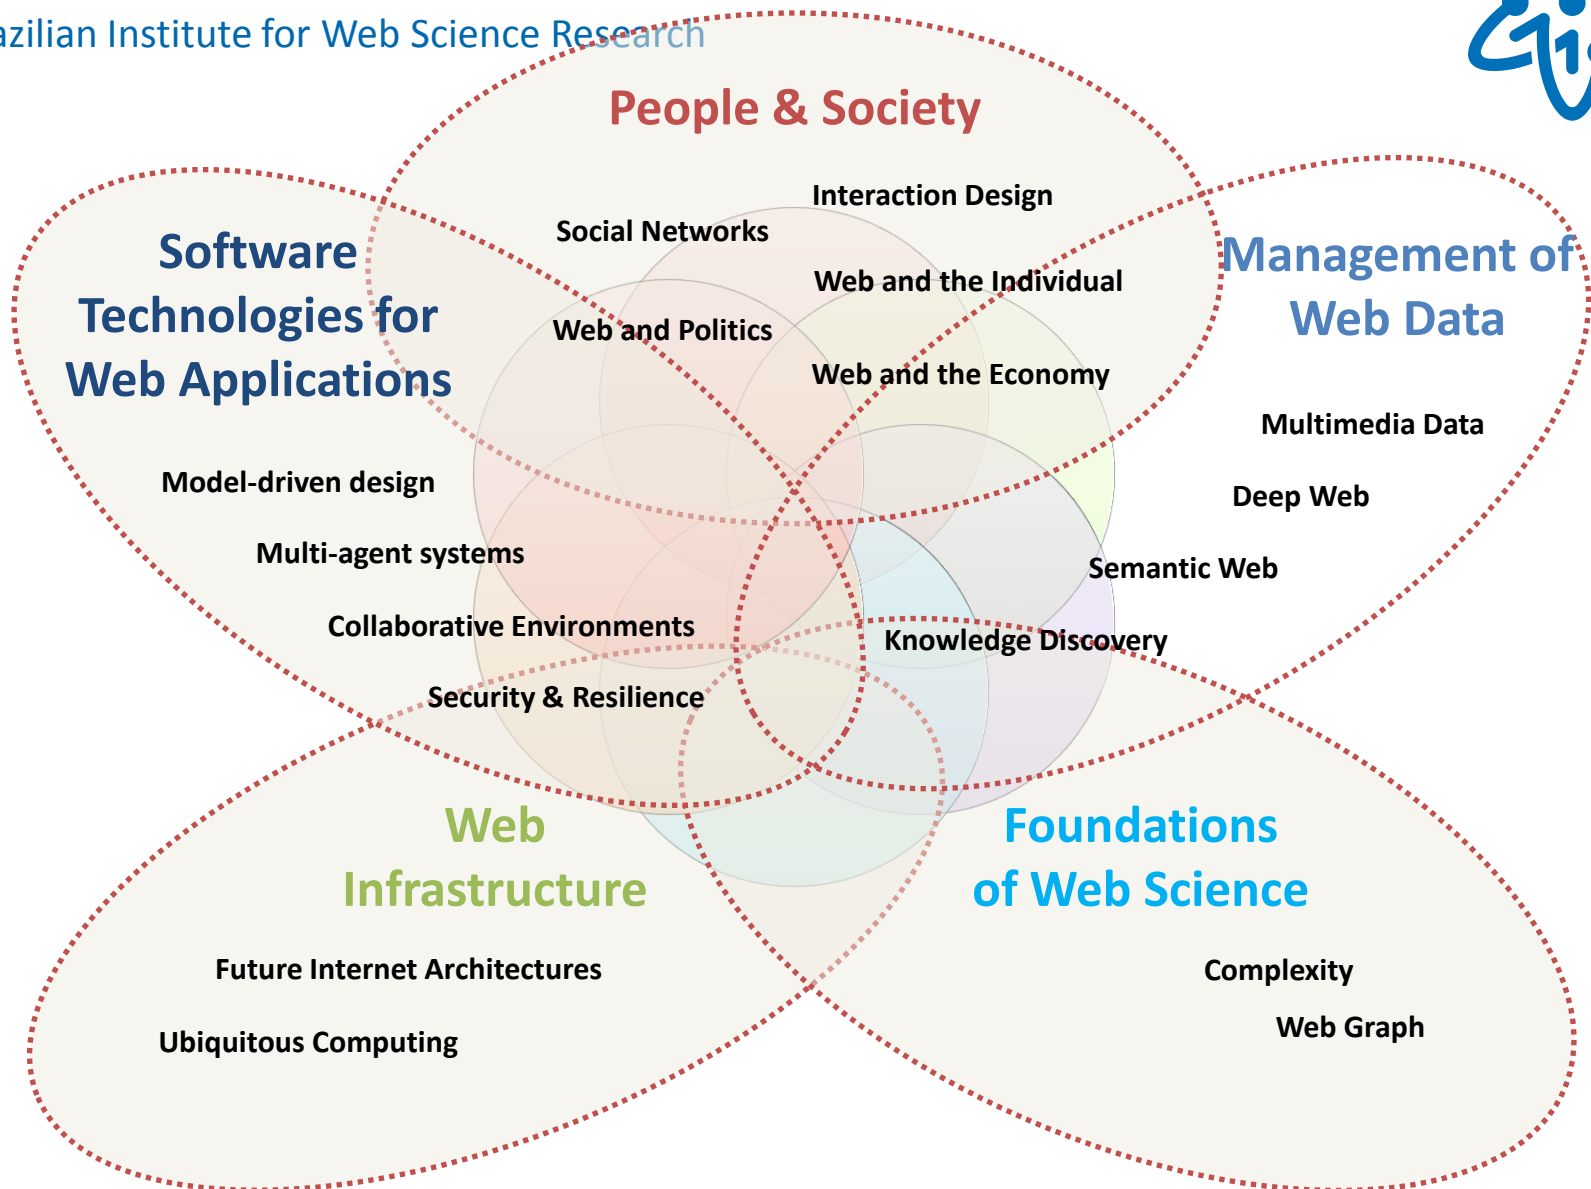 azilian Institute for Web Science Research
People & Society
Interaction Design
Social Networks
Web and the Individual
Web and Politics
Web and the Economy
Software
Technologies for
Web Applications
Model-driven design
Multi-agent systems
Collaborative Environments
Security & Resilience
Management of
Web Data
Multimedia Data
Deep Web
Semantic Web
Knowledge Discovery
Web
Infrastructure
Future Internet Architectures
Ubiquitous Computing
Foundations
of Web Science
Complexity
Web Graph